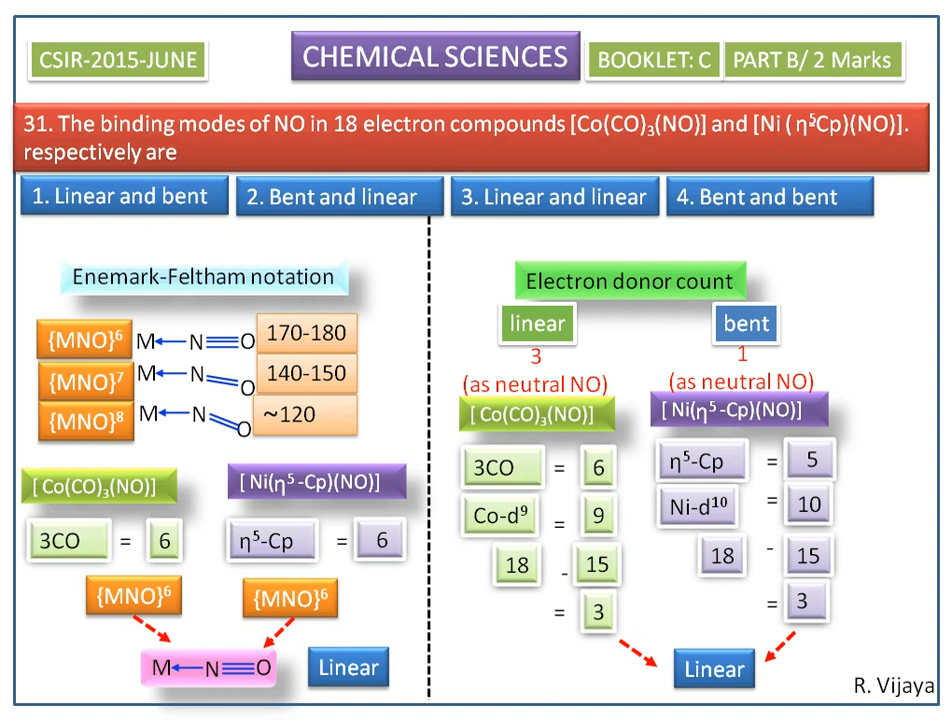 CSIR-2015-JUNE
CHEMICAL SCIENCES
BOOKLET: C
PART B/ 2 Marks
31. The binding modes of NO in 18 electron compounds [Co(CO)₃(NO)] and [Ni ( η⁵Cp)(NO)].
respectively are
1. Linear and bent
2. Bent and linear
3. Linear and linear
4. Bent and bent
Enemark-Feltham notation
{MNO}⁶ M N O 170-180
{MNO}⁷ M N O 140-150
{MNO}⁸ M N O ~120
[ Co(CO)₃(NO)]
3CO = 6
{MNO}⁶
[ Ni(η⁵-Cp)(NO)]
η⁵-Cp = 6
{MNO}⁶
M N O
Linear
Electron donor count
linear
3
(as neutral NO)
[ Co(CO)₃(NO)]
3CO = 6
Co-d⁹ = 9
18 - 15
= 3
bent
1
(as neutral NO)
[ Ni(η⁵-Cp)(NO)]
η⁵-Cp = 5
Ni-d¹⁰ = 10
18 - 15
= 3
Linear
R. Vijaya